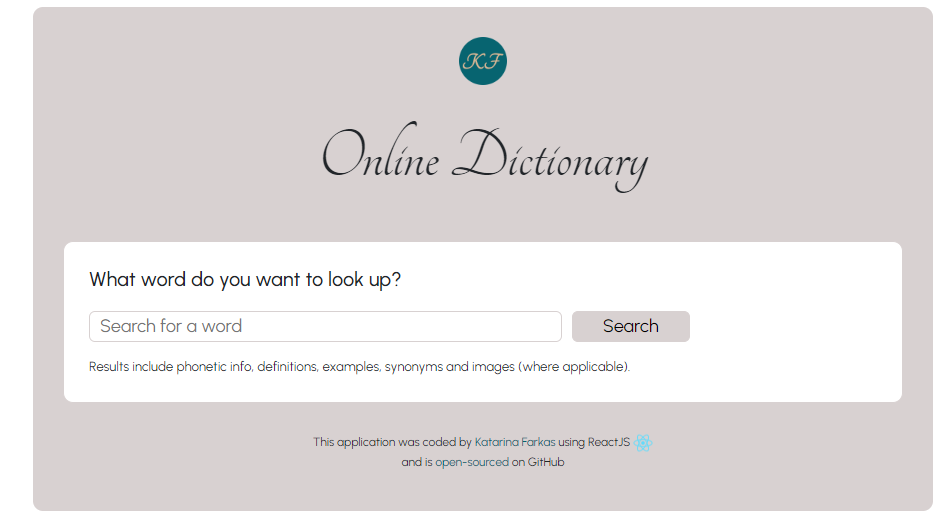 KF
Online Dictionary
What word do you want to look up?
Search for a word
Search
Results include phonetic info, definitions, examples, synonyms and images (where applicable).
This application was coded by Katarina Farkas using ReactJS
and is open-sourced on GitHub